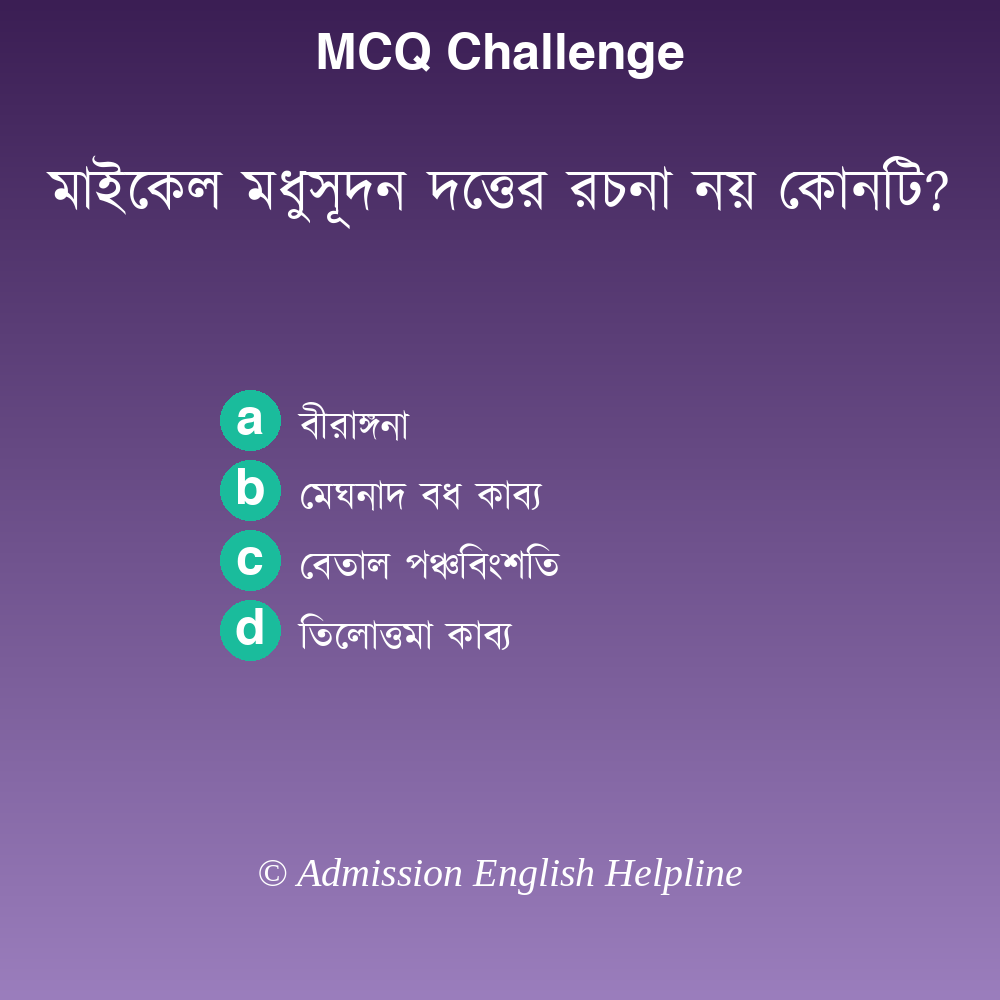 MCQ Challenge
মাইকেল মধুসূদন দত্তের রচনা নয় কোনটি?
a বীরাঙ্গনা
b মেঘনাদ বধ কাব্য
c বেতাল পঞ্চবিংশতি
d তিলোত্তমা কাব্য
© Admission English Helpline